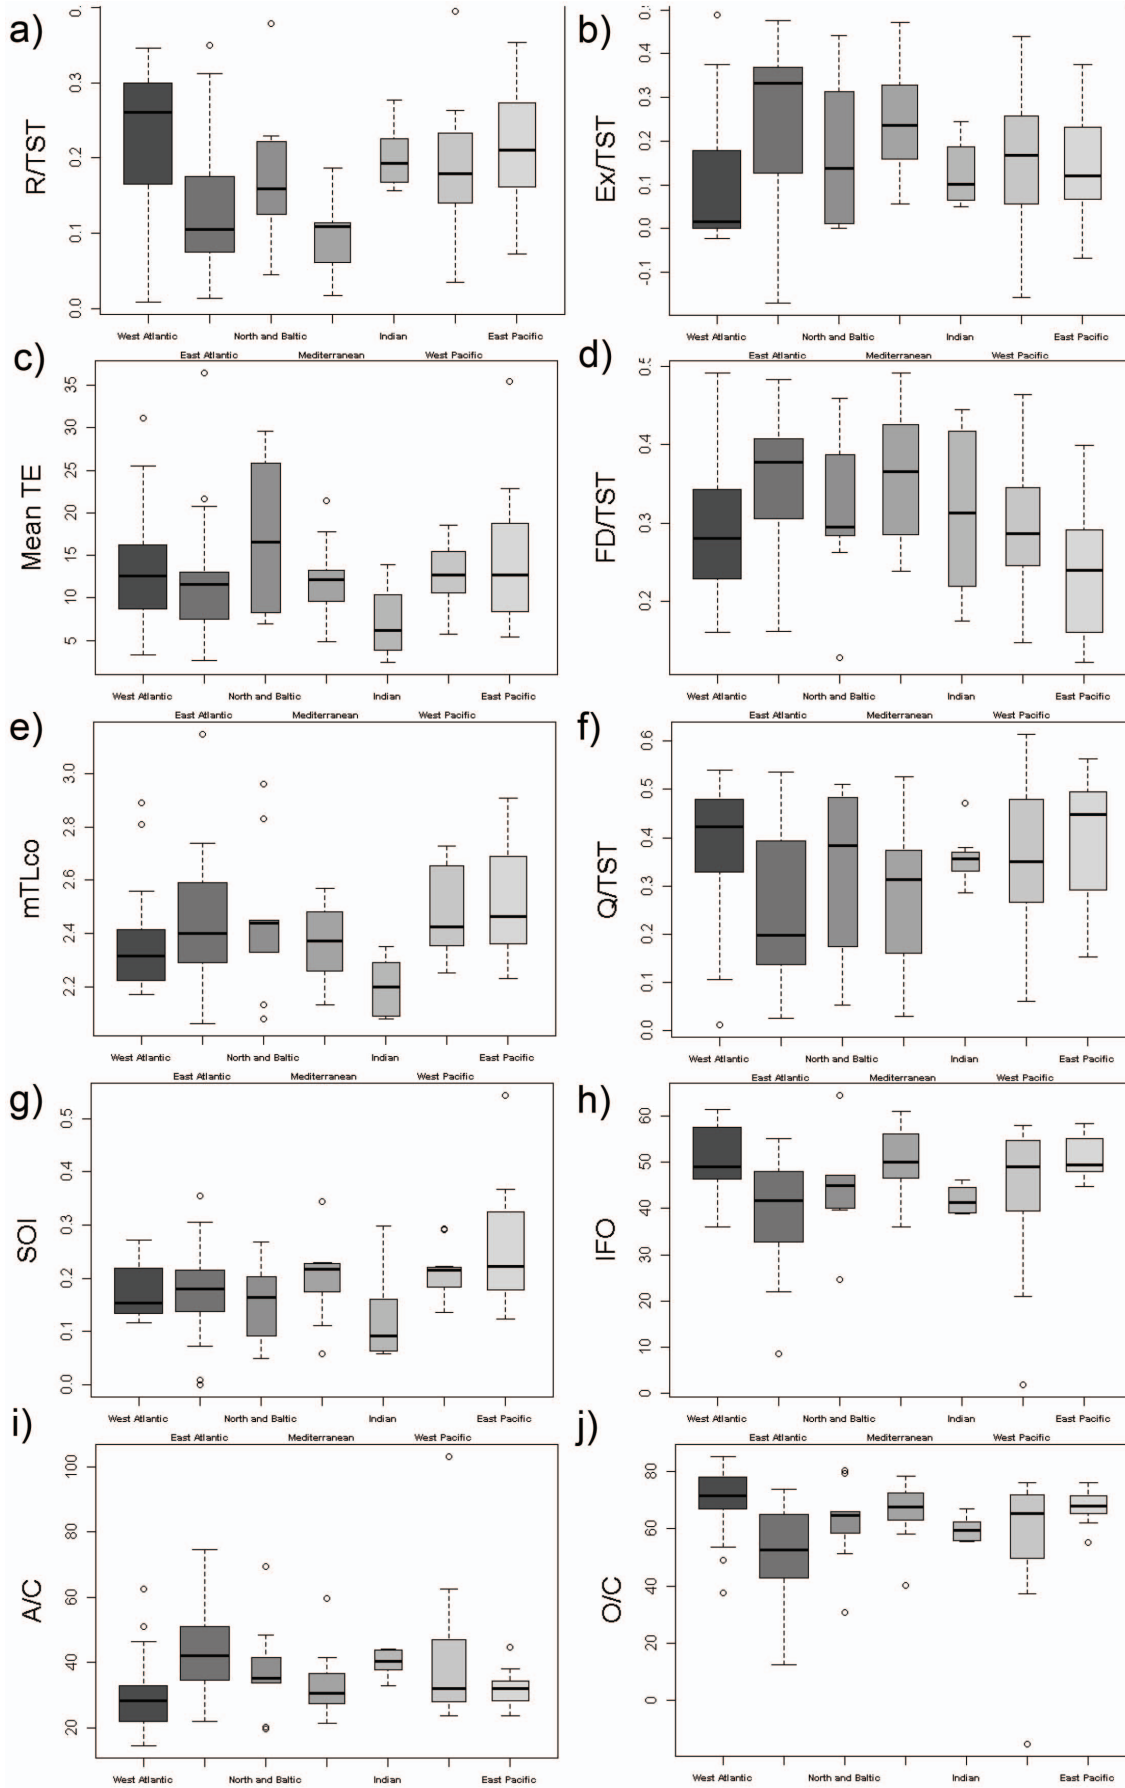 a)
R/TST
0.3
0.2
0.1
0.0
West Atlantic
East Atlantic
North and Baltic
Mediterranean
Indian
West Pacific
East Pacific
b)
Ex/TST
0.5
0.4
0.3
0.2
0.1
0.0
-0.1
West Atlantic
East Atlantic
North and Baltic
Mediterranean
Indian
West Pacific
East Pacific
c)
Mean TE
35
30
25
20
15
10
5
West Atlantic
East Atlantic
North and Baltic
Mediterranean
Indian
West Pacific
East Pacific
d)
FD/TST
0.5
0.4
0.3
0.2
West Atlantic
East Atlantic
North and Baltic
Mediterranean
Indian
West Pacific
East Pacific
e)
mTLco
3.0
2.8
2.6
2.4
2.2
West Atlantic
East Atlantic
North and Baltic
Mediterranean
Indian
West Pacific
East Pacific
f)
Q/TST
0.6
0.5
0.4
0.3
0.2
0.1
0.0
West Atlantic
East Atlantic
North and Baltic
Mediterranean
Indian
West Pacific
East Pacific
g)
SOI
0.5
0.4
0.3
0.2
0.1
0.0
West Atlantic
East Atlantic
North and Baltic
Mediterranean
Indian
West Pacific
East Pacific
h)
IFO
60
50
40
30
20
10
0
West Atlantic
East Atlantic
North and Baltic
Mediterranean
Indian
West Pacific
East Pacific
i)
A/C
100
80
60
40
20
West Atlantic
North and Baltic
Indian
East Pacific
j)
O/C
80
60
40
20
0
West Atlantic
North and Baltic
Indian
East Pacific